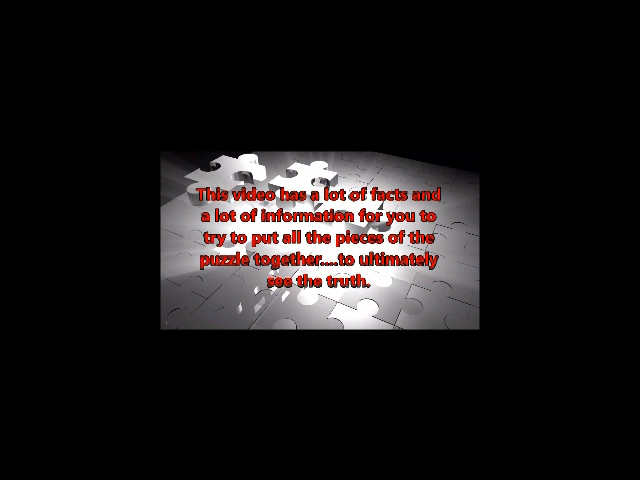 This video has a lot of facts and
a lot of information for you to
try to put all the pieces of the
puzzle together....to ultimately
see the truth.